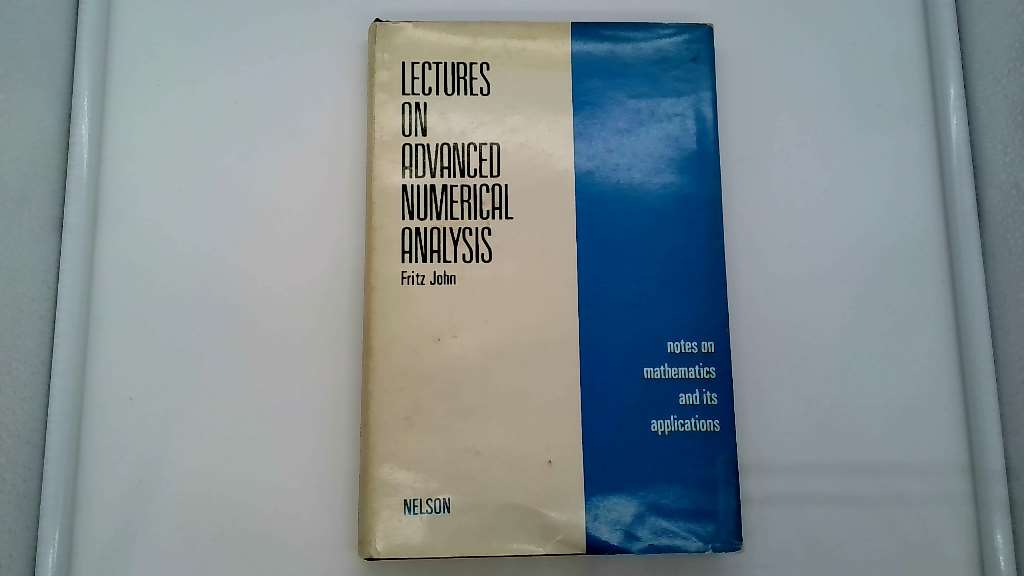 LECTURES
ON
ADVANCED
NUMERICAL
ANALYSIS
Fritz John
notes on
mathematics
and its
applications
NELSON